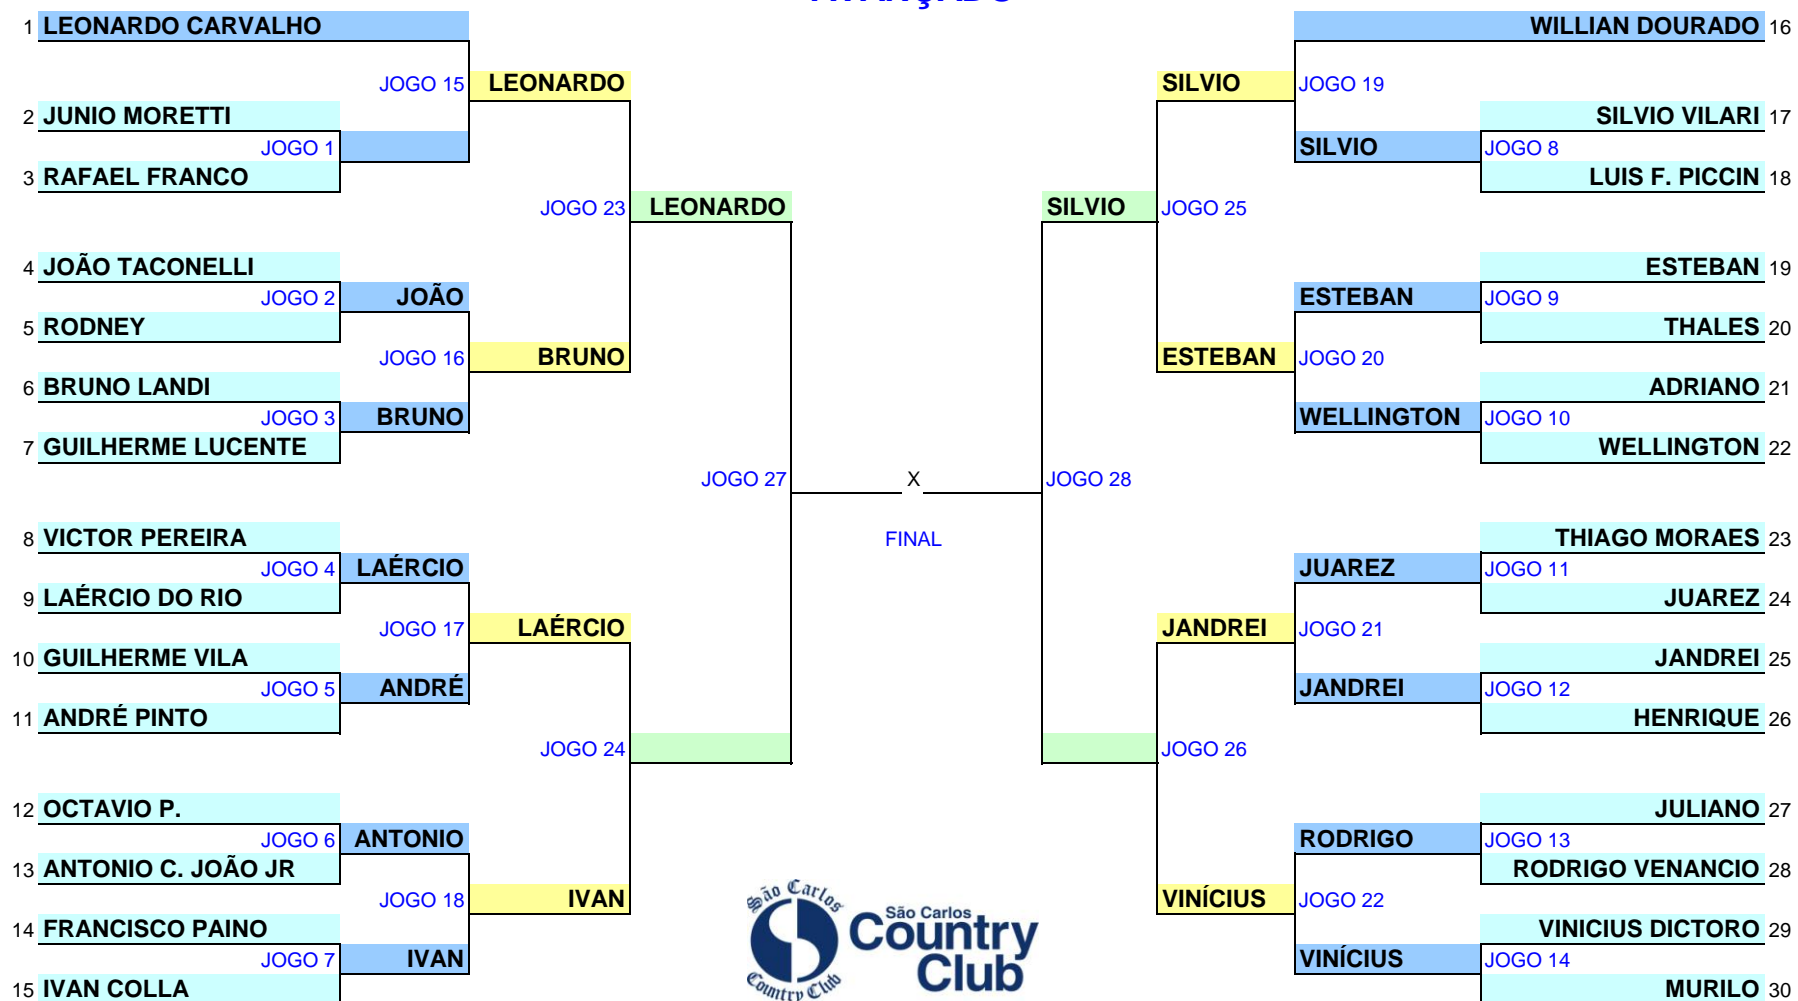 1 LEONARDO CARVALHO
JOGO 15 LEONARDO
2 JUNIO MORETTI
JOGO 1
3 RAFAEL FRANCO
JOGO 23 LEONARDO
4 JOÃO TACONELLI
JOGO 2 JOÃO
5 RODNEY
JOGO 16 BRUNO
6 BRUNO LANDI
JOGO 3 BRUNO
7 GUILHERME LUCENTE
JOGO 27
8 VICTOR PEREIRA
JOGO 4 LAÉRCIO
9 LAÉRCIO DO RIO
JOGO 17 LAÉRCIO
10 GUILHERME VILA
JOGO 5 ANDRÉ
11 ANDRÉ PINTO
JOGO 24
12 OCTAVIO P.
JOGO 6 ANTONIO
13 ANTONIO C. JOÃO JR
JOGO 18 IVAN
14 FRANCISCO PAINO
JOGO 7 IVAN
15 IVAN COLLA
X
FINAL
WILLIAN DOURADO 16
SILVIO JOGO 19
SILVIO VILARI 17
SILVIO JOGO 8
LUIS F. PICCIN 18
SILVIO JOGO 25
ESTEBAN 19
ESTEBAN JOGO 9
THALES 20
ESTEBAN JOGO 20
ADRIANO 21
WELLINGTON JOGO 10
WELLINGTON 22
JOGO 28
THIAGO MORAES 23
JUAREZ JOGO 11
JUAREZ 24
JANDREI JOGO 21
JANDREI 25
JANDREI JOGO 12
HENRIQUE 26
JOGO 26
JULIANO 27
RODRIGO JOGO 13
RODRIGO VENANCIO 28
VINÍCIUS JOGO 22
VINICIUS DICTORO 29
VINÍCIUS JOGO 14
MURILO 30
São Carlos
Country Club
São Carlos
Country
Club